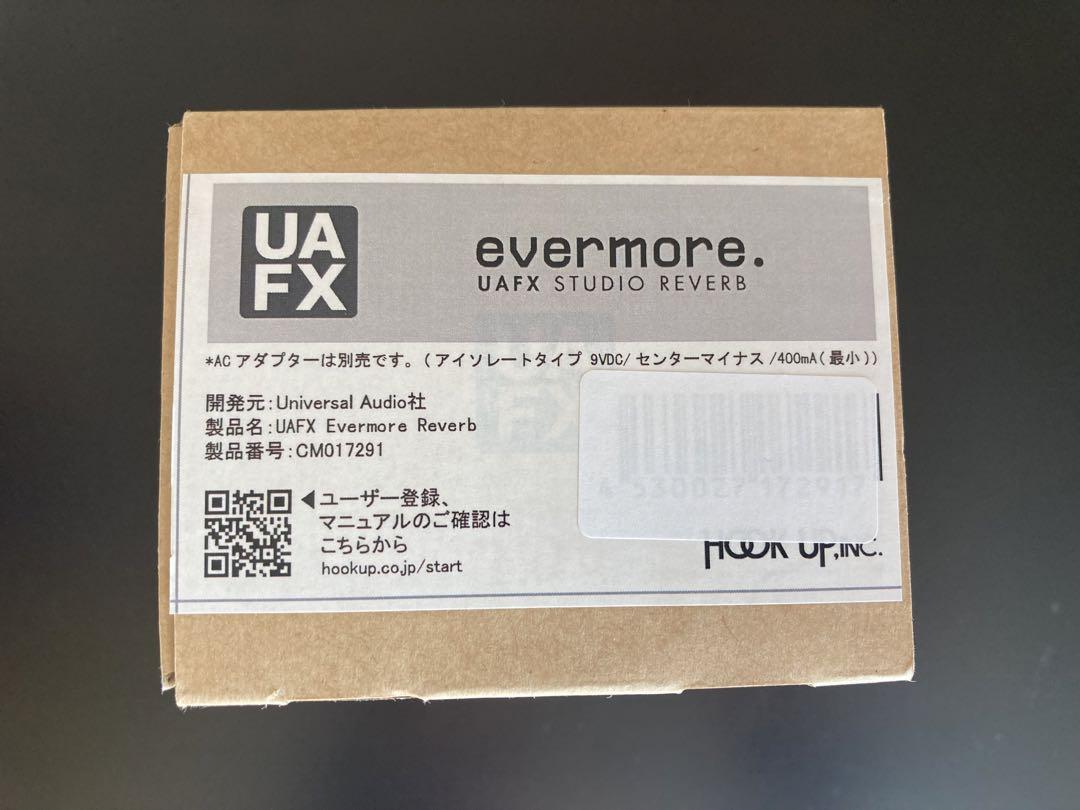 UA
FX
evermore.
UAFX STUDIO REVERB
*AC アダプターは別売です。(アイソレートタイプ 9VDC/センターマイナス/400mA(最小))
開発元:Universal Audio社
製品名:UAFX Evermore Reverb
製品番号:CM017291
ユーザー登録、
マニュアルのご確認は
こちらから
hookup.co.jp/start
HOOK UP,INC.